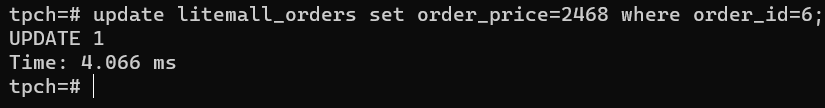 tpch=# update litemall_orders set order_price=2468 where order_id=6;
UPDATE 1
Time: 4.066 ms
tpch=#